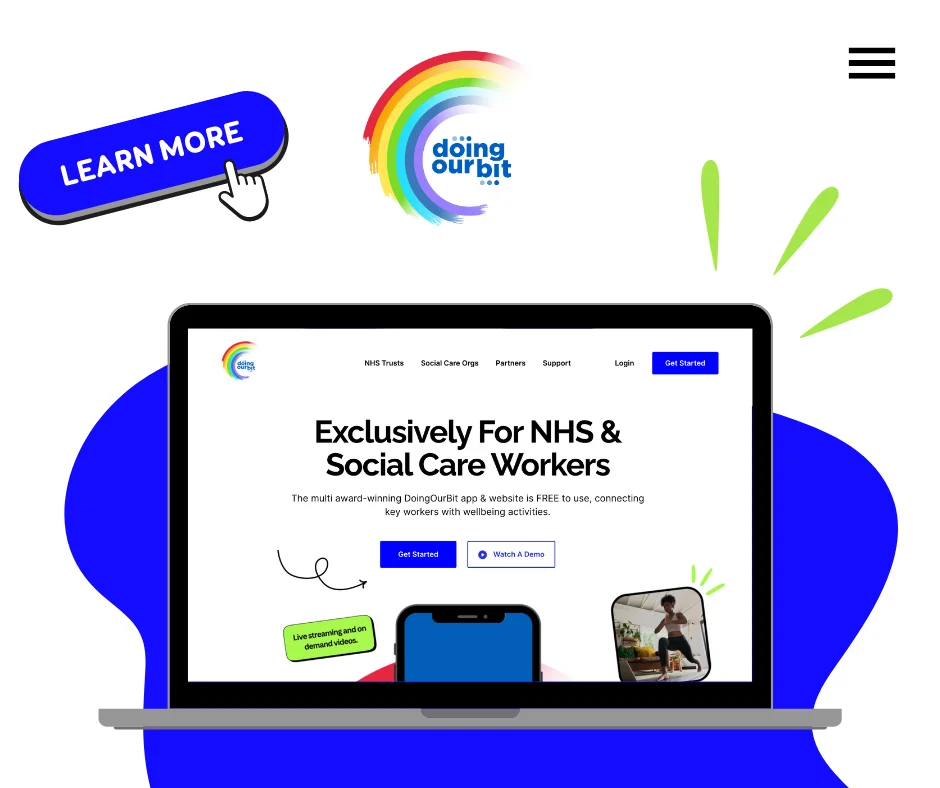 LEARN MORE
doing
our bit
doing
our bit
NHS Trusts Social Care Orgs Partners Support Login Get Started
Exclusively For NHS &
Social Care Workers
The multi award-winning DoingOurBit app & website is FREE to use, connecting
key workers with wellbeing activities.
Get Started Watch A Demo
Live streaming and on
demand videos.